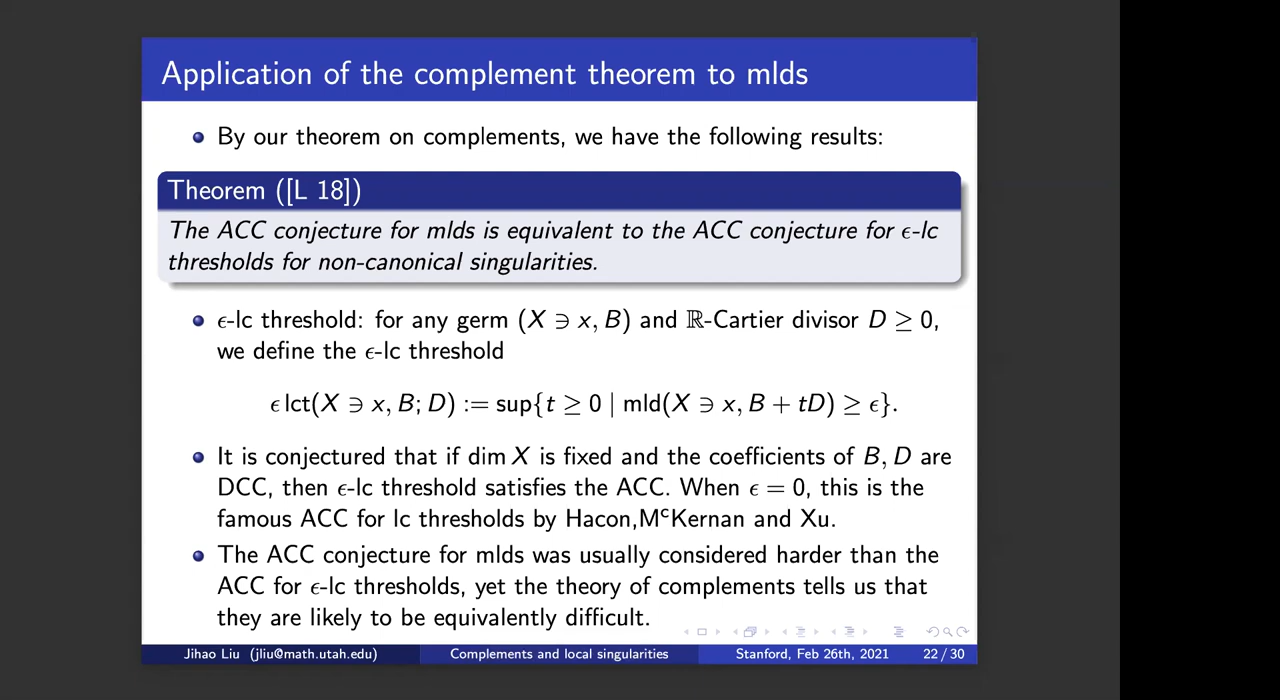 Application of the complement theorem to mlds
By our theorem on complements, we have the following results:
Theorem ([L 18])
The ACC conjecture for mlds is equivalent to the ACC conjecture for ϵ-lc
thresholds for non-canonical singularities.
ϵ-lc threshold: for any germ (X ∋ x, B) and ℝ-Cartier divisor D ≥ 0,
we define the ϵ-lc threshold
ϵ lct(X ∋ x, B; D) := sup{t ≥ 0 | mld(X ∋ x, B + tD) ≥ ϵ}.
It is conjectured that if dim X is fixed and the coefficients of B, D are
DCC, then ϵ-lc threshold satisfies the ACC. When ϵ = 0, this is the
famous ACC for lc thresholds by Hacon,MᶜKernan and Xu.
The ACC conjecture for mlds was usually considered harder than the
ACC for ϵ-lc thresholds, yet the theory of complements tells us that
they are likely to be equivalently difficult.
Jihao Liu (jliu@math.utah.edu) Complements and local singularities Stanford, Feb 26th, 2021 22 / 30